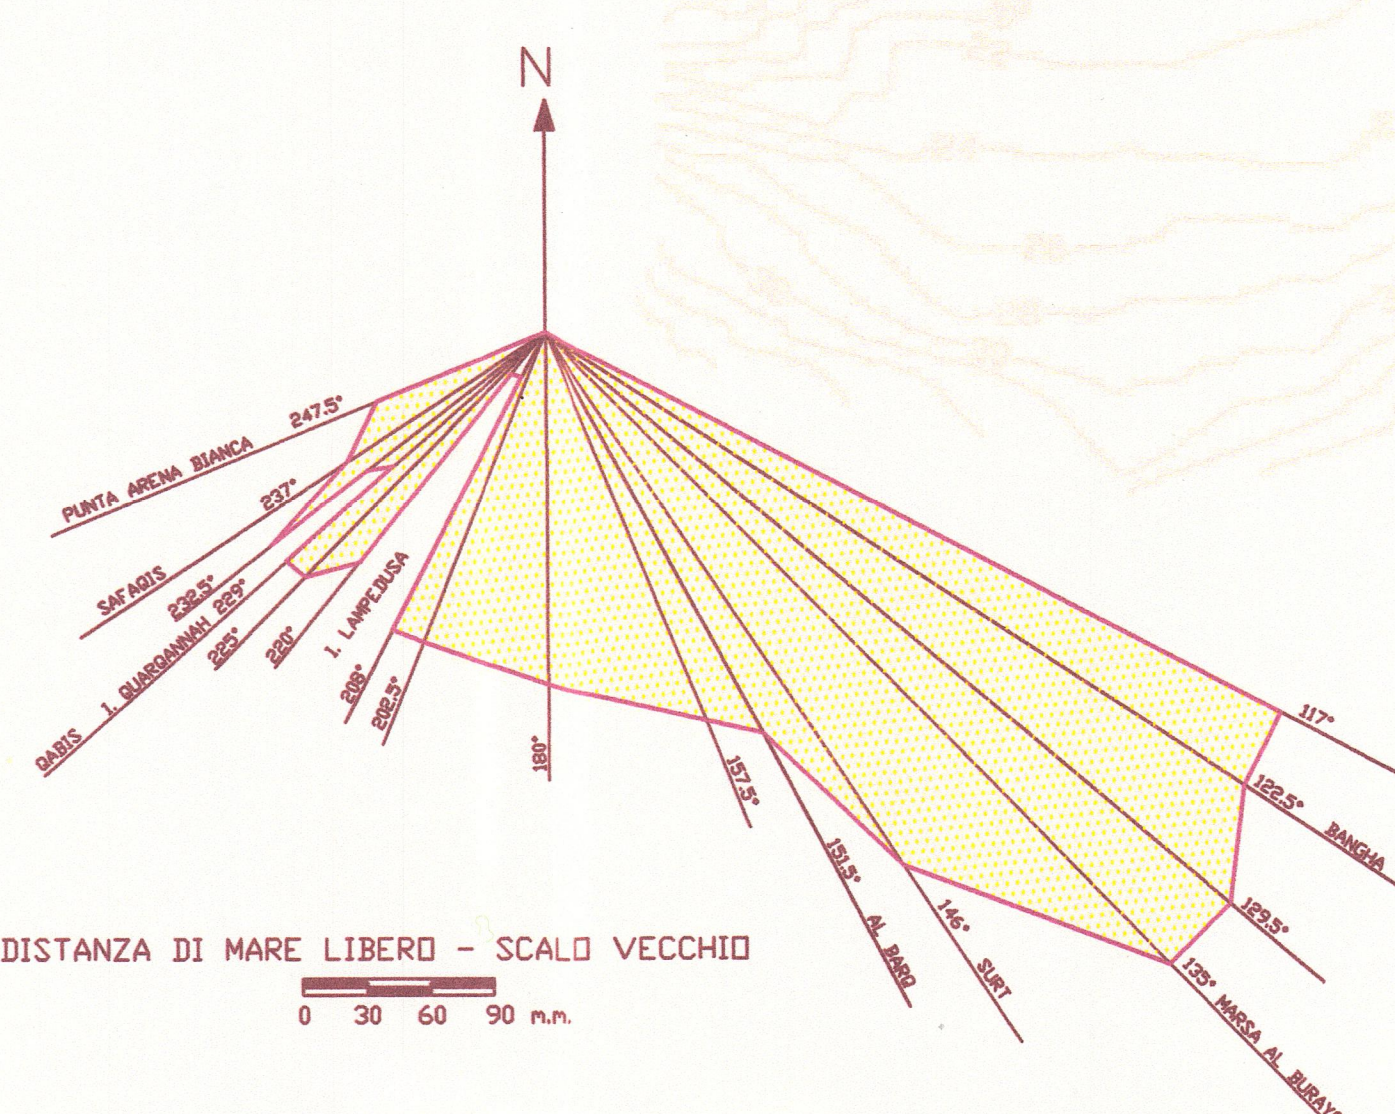 N
247.5°
PUNTA ARENA BIANCA
237°
SAFAQIS
232.5°
229°
I. QUARQANNAH
QABIS
225°
220°
I. LAMPEDUSA
208°
202.5°
180°
157.5°
151.5°
AL BARQ
146°
SURT
135°
MARSA AL
129.5°
122.5°
BANGHA
117°
DISTANZA DI MARE LIBERO - SCALO VECCHIO
0 30 60 90 m.m.